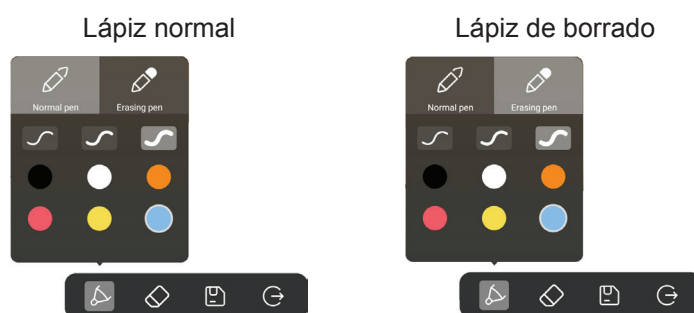 Lápiz normal
Lápiz de borrado
Normal pen
Erasing pen
Normal pen
Erasing pen